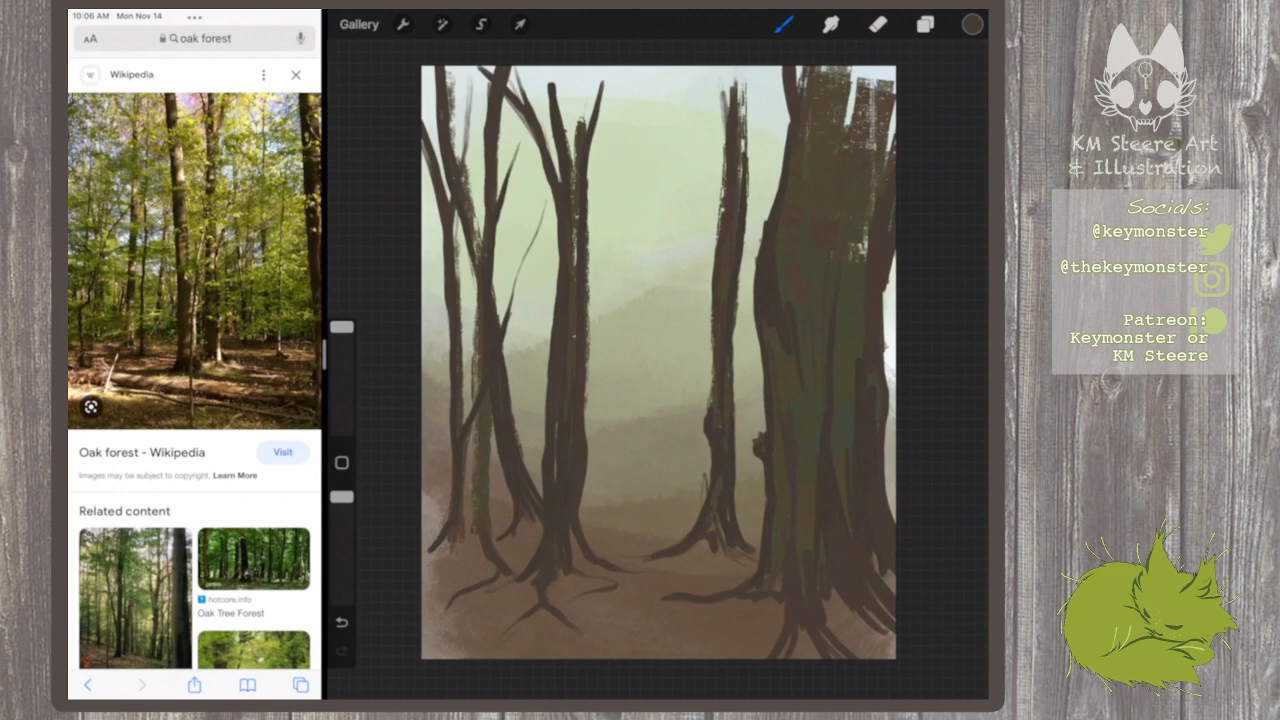 10:06 AM Mon Nov 14
AA
oak forest
W
Wikipedia
Oak forest - Wikipedia
Visit
Images may be subject to copyright. Learn More
Related content
hotcore.info
Oak Tree Forest
Gallery
KM Steere Art
& Illustration
Socials:
@keymonster
@thekeymonster
Patreon:
Keymonster or
KM Steere